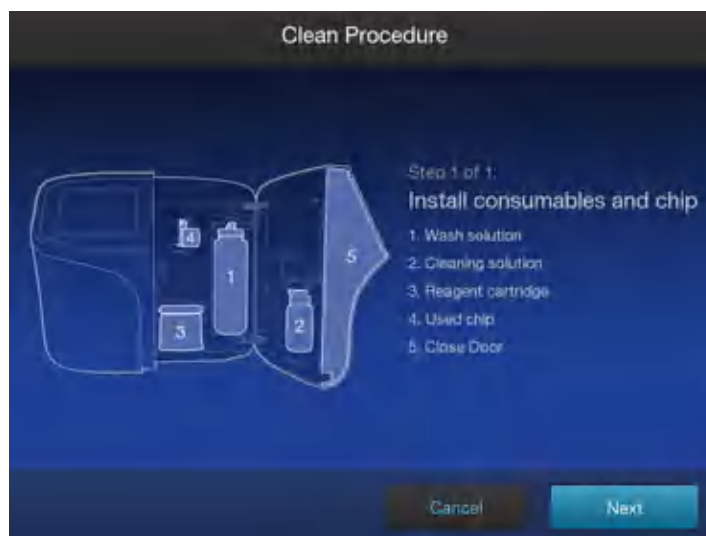 Clean Procedure
Step 1 of 1:
Install consumables and chip
1. Wash solution
2. Cleaning solution
3. Reagent cartridge
4. Used chip
5. Close Door
4
1
5
3
2
Cancel
Next